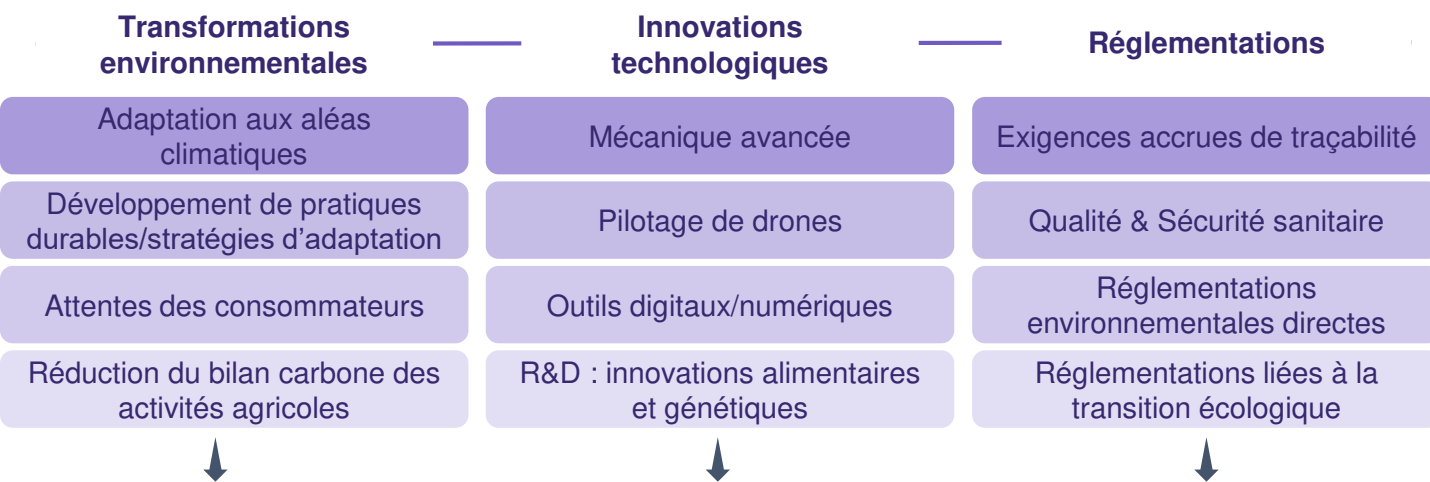 Transformations
environnementales
Innovations
technologiques
Réglementations
Adaptation aux aléas
climatiques
Mécanique avancée
Exigences accrues de traçabilité
Développement de pratiques
durables/stratégies d’adaptation
Pilotage de drones
Qualité & Sécurité sanitaire
Attentes des consommateurs
Outils digitaux/numériques
Réglementations
environnementales directes
Réduction du bilan carbone des
activités agricoles
R&D : innovations alimentaires
et génétiques
Réglementations liées à la
transition écologique